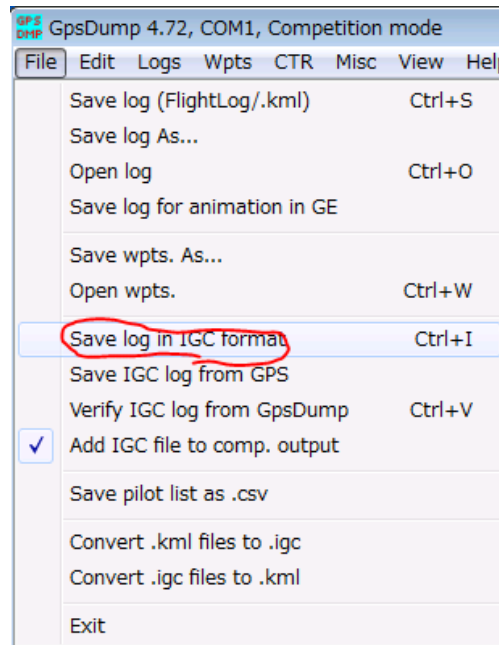 GPS
DMP GpsDump 4.72, COM1, Competition mode
File Edit Logs Wpts CTR Misc View Hel
Save log (FlightLog/.kml) Ctrl+S
Save log As...
Open log Ctrl+O
Save log for animation in GE
Save wpts. As...
Open wpts. Ctrl+W
Save log in IGC format Ctrl+I
Save IGC log from GPS
Verify IGC log from GpsDump Ctrl+V
Add IGC file to comp. output
Save pilot list as .csv
Convert .kml files to .igc
Convert .igc files to .kml
Exit